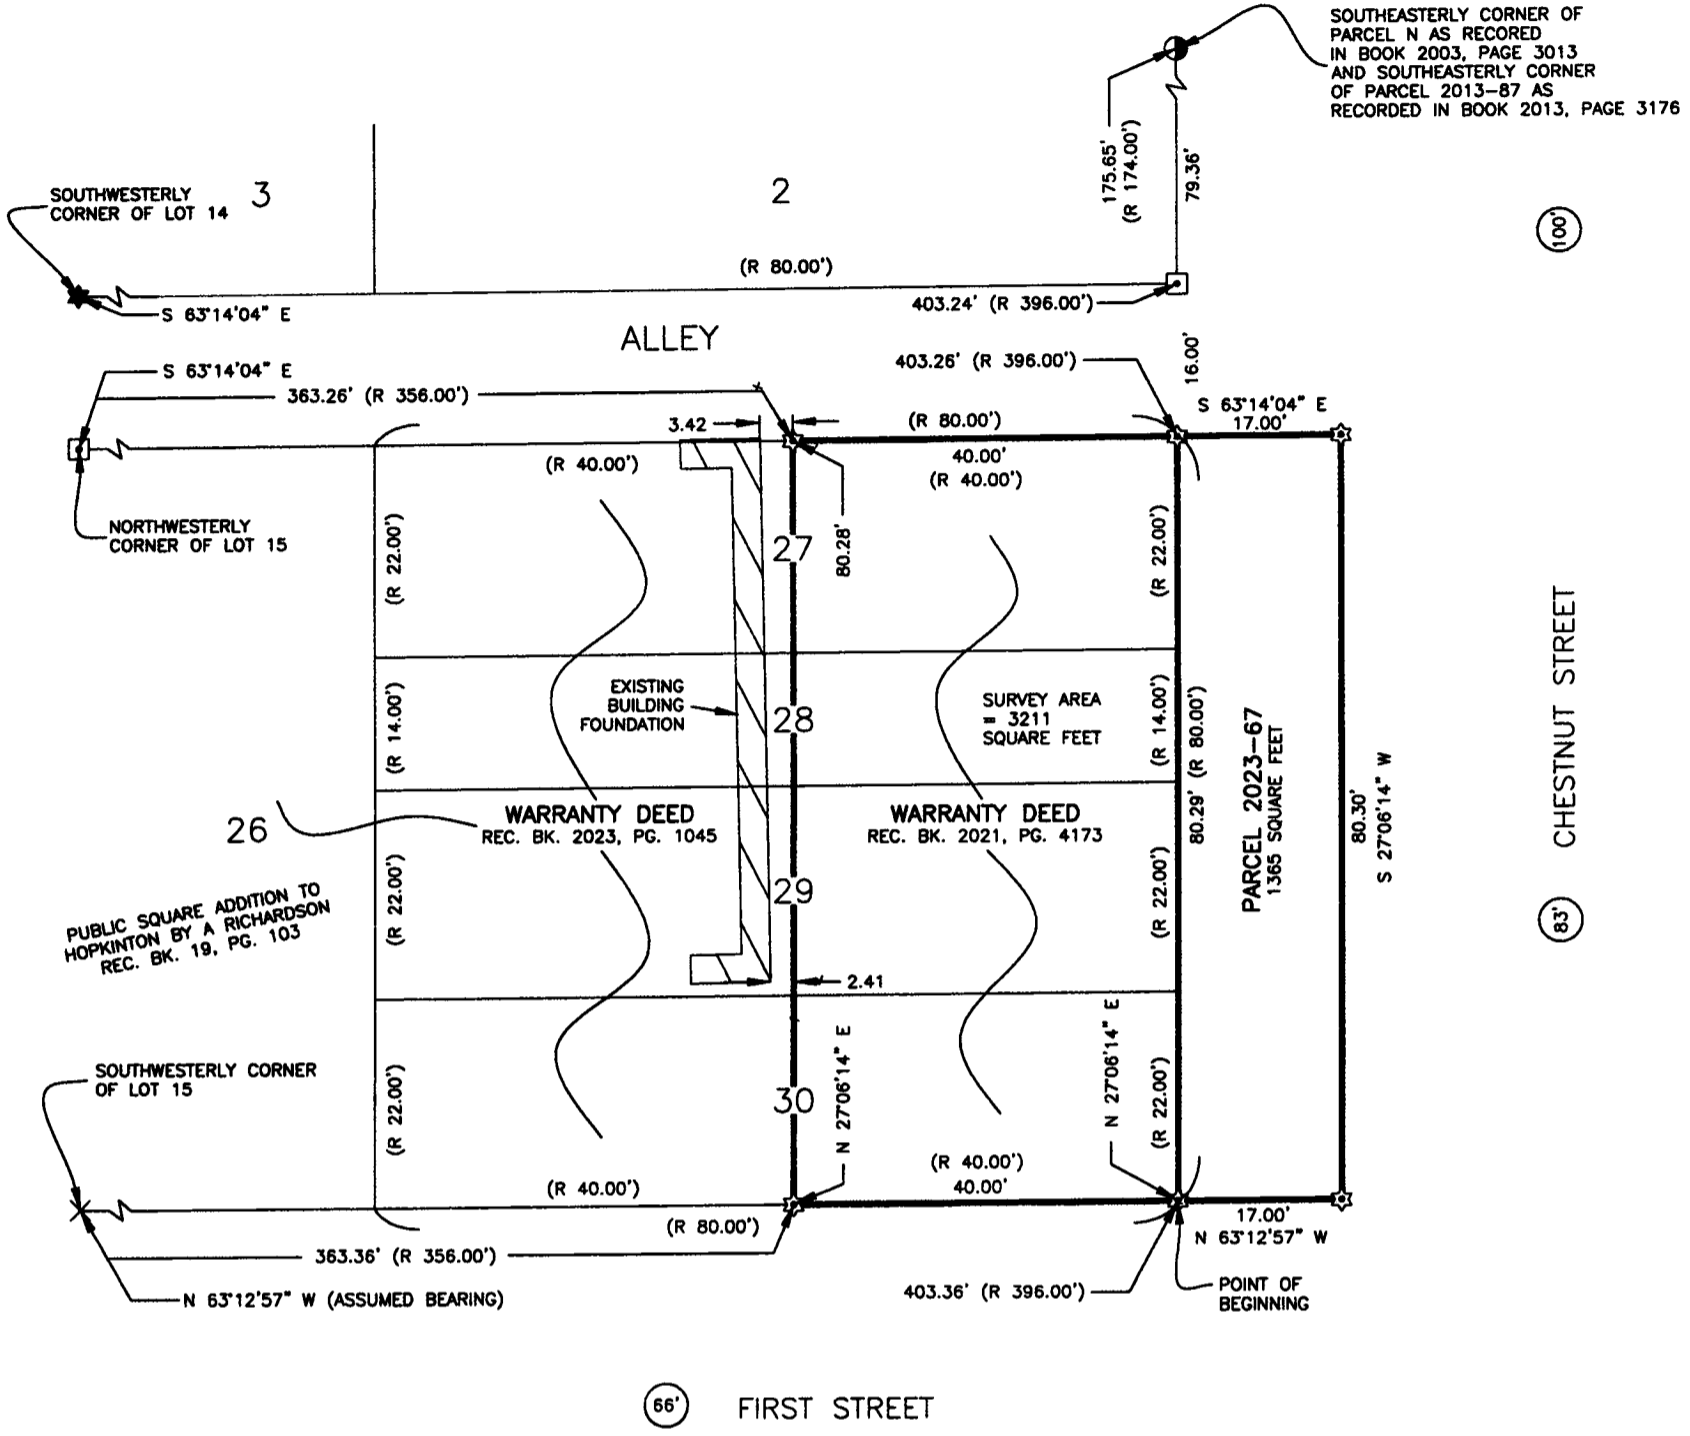 SOUTHEASTERLY CORNER OF
PARCEL N AS RECORED
IN BOOK 2003, PAGE 3013
AND SOUTHEASTERLY CORNER
OF PARCEL 2013-87 AS
RECORDED IN BOOK 2013, PAGE 3176
175.65'
(R 174.00')
79.36'
100'
SOUTHWESTERLY
CORNER OF LOT 14
3
2
(R 80.00')
S 63°14'04" E
403.24' (R 396.00')
ALLEY
16.00'
S 63°14'04" E
363.26' (R 356.00')
403.26' (R 396.00')
S 63°14'04" E
17.00'
3.42
(R 80.00')
(R 40.00')
40.00'
(R 40.00')
NORTHWESTERLY
CORNER OF LOT 15
(R 22.00')
27
80.28'
(R 22.00')
(R 14.00')
EXISTING
BUILDING
FOUNDATION
28
SURVEY AREA
= 3211
SQUARE FEET
(R 14.00')
80.29' (R 80.00')
PARCEL 2023-67
1365 SQUARE FEET
80.30'
S 27°06'14" W
CHESTNUT STREET
83'
26
WARRANTY DEED
REC. BK. 2023, PG. 1045
WARRANTY DEED
REC. BK. 2021, PG. 4173
PUBLIC SQUARE ADDITION TO
HOPKINTON BY A RICHARDSON
REC. BK. 19, PG. 103
(R 22.00')
29
(R 22.00')
2.41
SOUTHWESTERLY CORNER
OF LOT 15
(R 22.00')
30
N 27°06'14" E
N 27°06'14" E
(R 22.00')
(R 40.00')
(R 40.00')
40.00'
(R 80.00')
17.00'
N 63°12'57" W
363.36' (R 356.00')
N 63°12'57" W (ASSUMED BEARING)
403.36' (R 396.00')
POINT OF
BEGINNING
66'
FIRST STREET